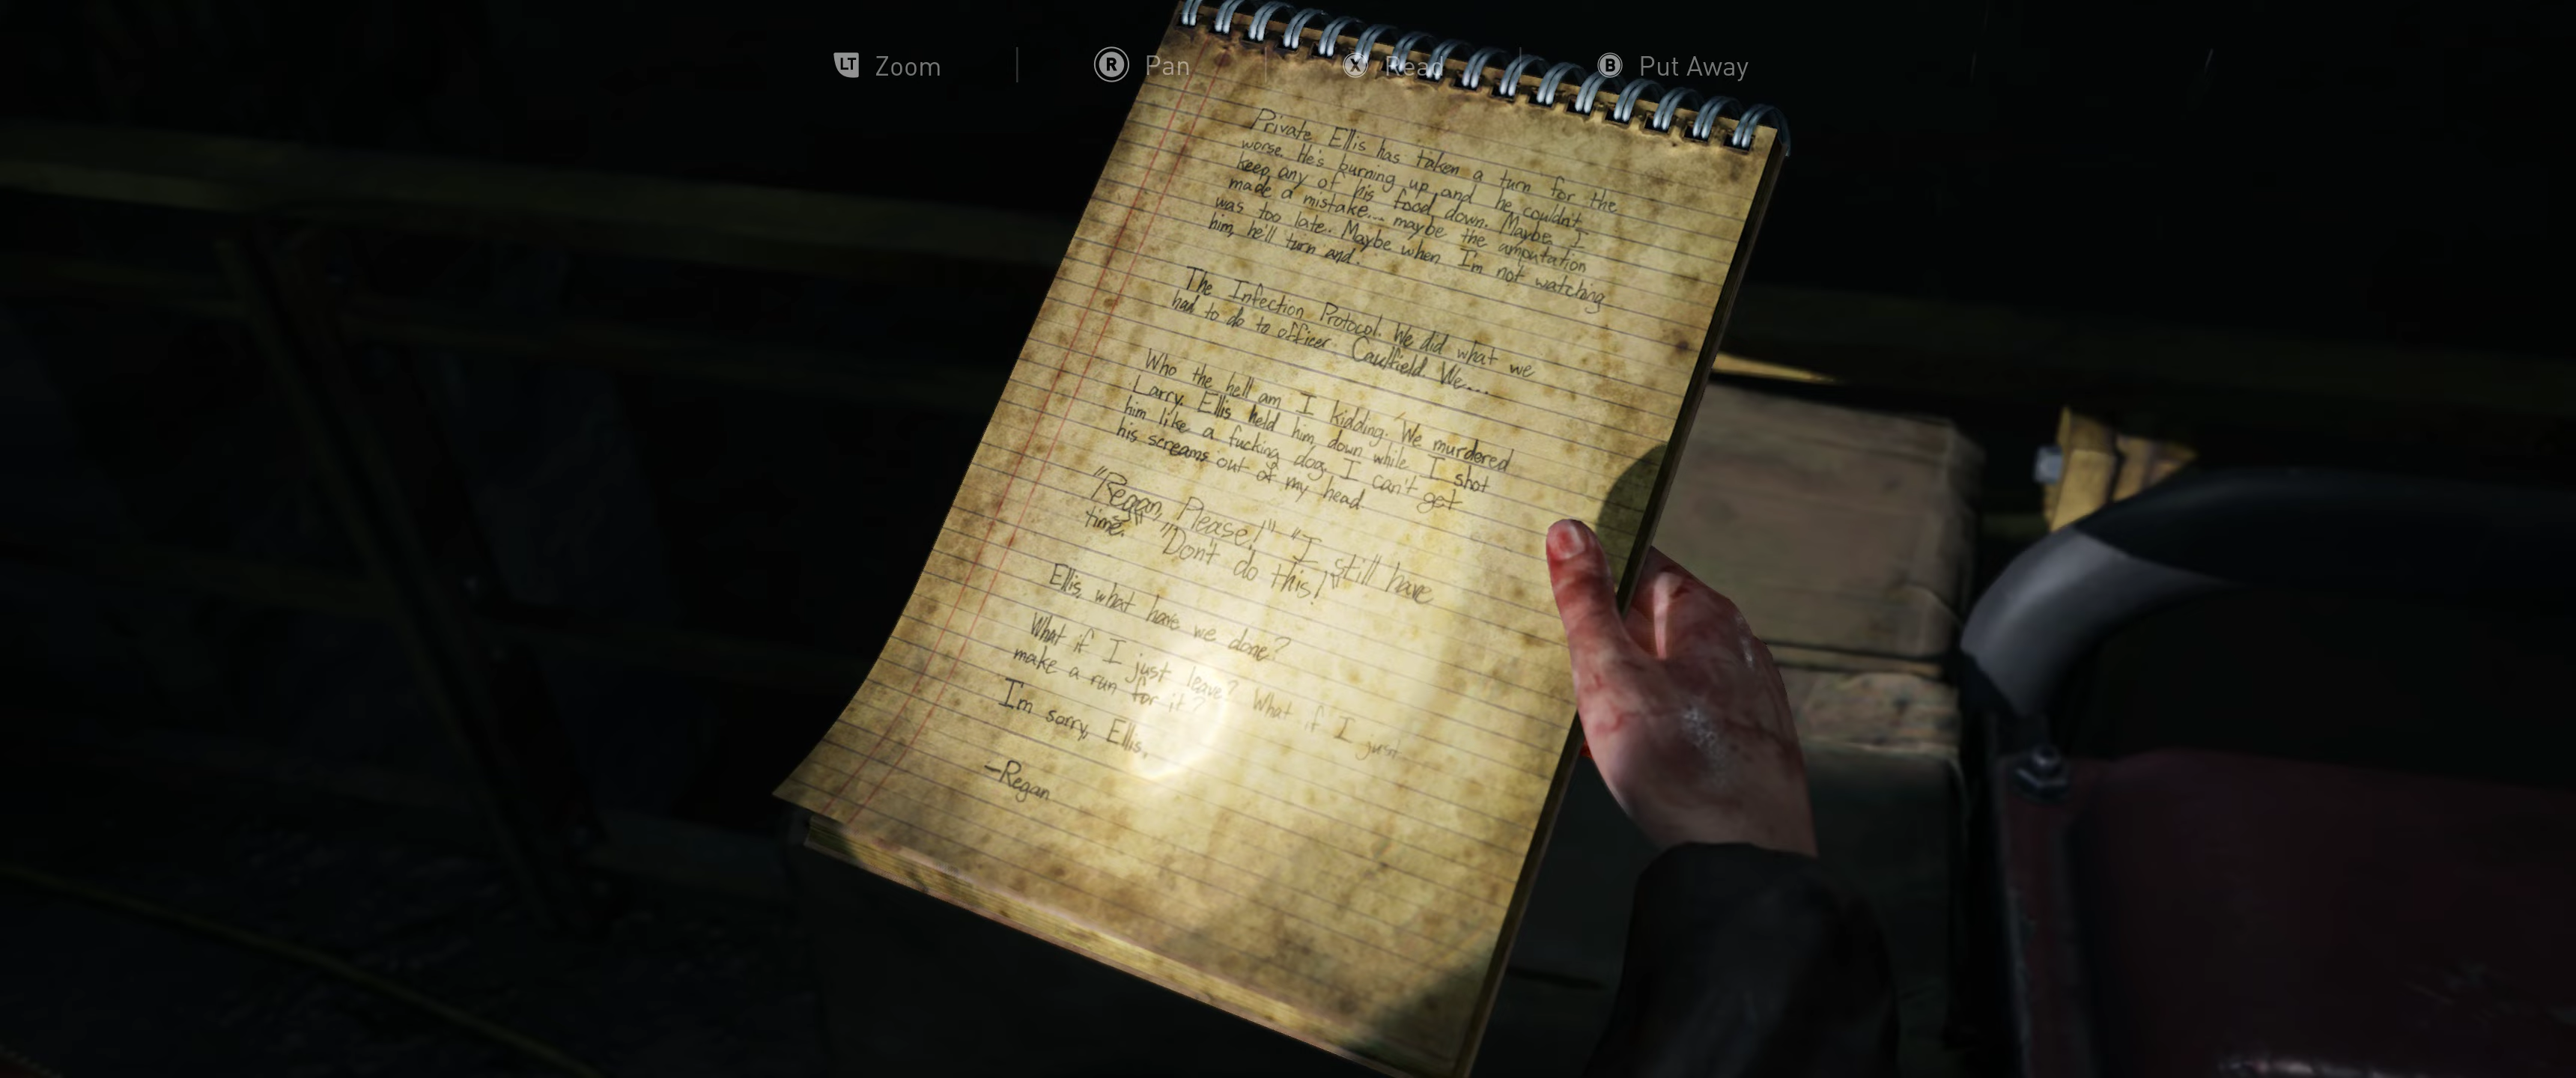 LT Zoom R Pan X Read B Put Away
Private Ellis has taken a turn for the
worse. He's burning up and he couldn't
keep any of his food down. Maybe I
made a mistake... maybe the amputation
was too late. Maybe when I'm not watching
him, he'll turn and.
The Infection Protocol. We did what we
had to do to officer Caulfield. We....
Who the hell am I kidding. We murdered
Larry. Ellis held him down while I shot
him like a fucking dog. I can't get
his screams out of my head.
"Regan, Please!" "I still have
time." "Don't do this!"
Ellis, what have we done?
What if I just leave? What if I just
make a run for it?
I'm sorry, Ellis.
-Regan